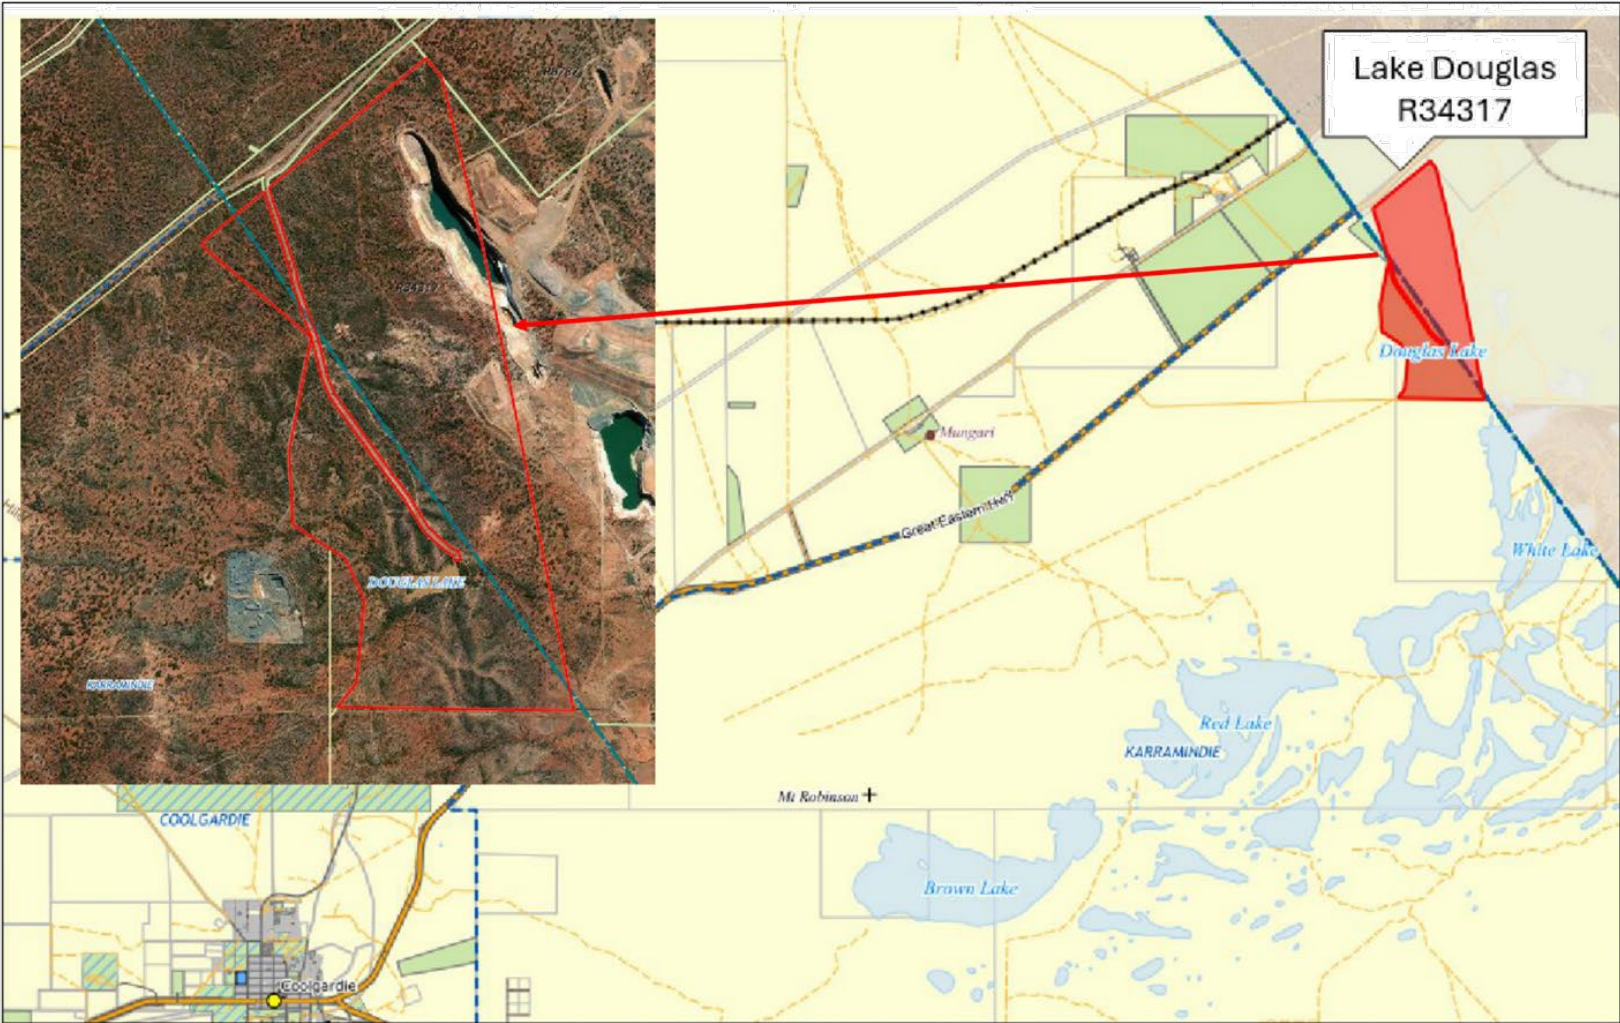 Lake Douglas
R34317
R34317
DOUGLAS LAKE
KARRAMINDIE
Douglas Lake
Mungari
Great Eastern Hwy
White Lake
Red Lake
KARRAMINDIE
Mt Robinson
COOLGARDIE
Brown Lake
Coolgardie